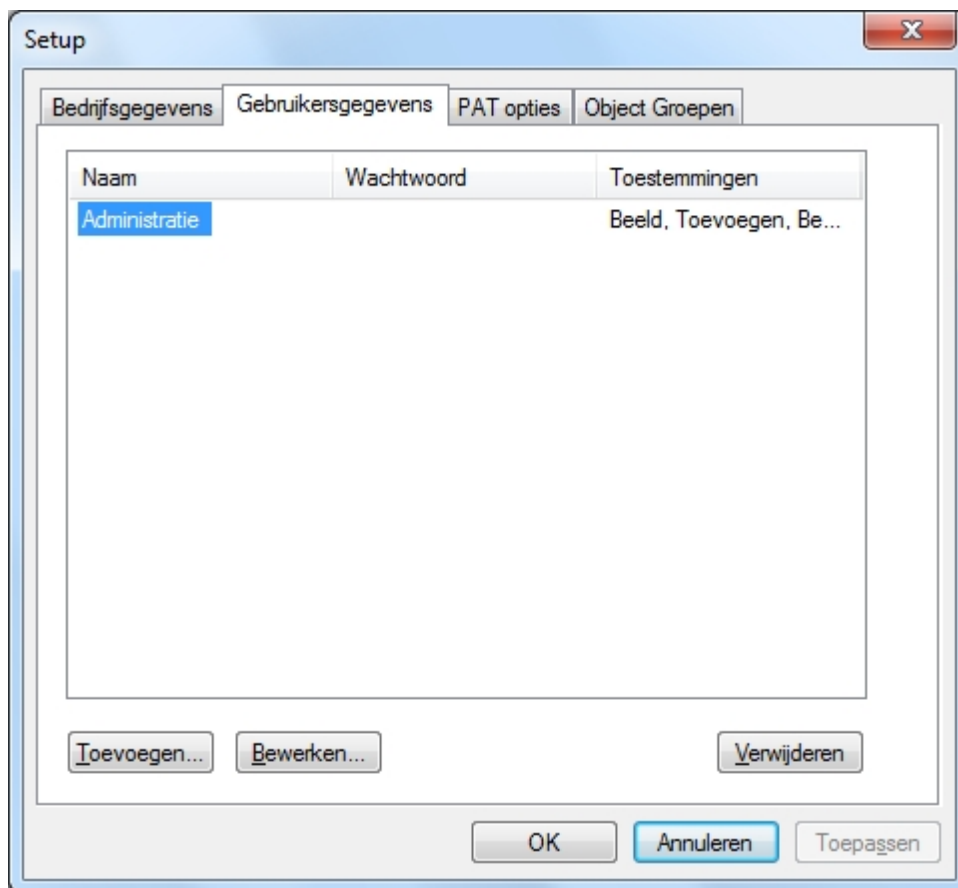 Setup
Bedrijfsgegevens Gebruikersgegevens PAT opties Object Groepen
Naam Wachtwoord Toestemmingen
Administratie Beeld, Toevoegen, Be...
Toevoegen... Bewerken... Verwijderen
OK Annuleren Toepassen